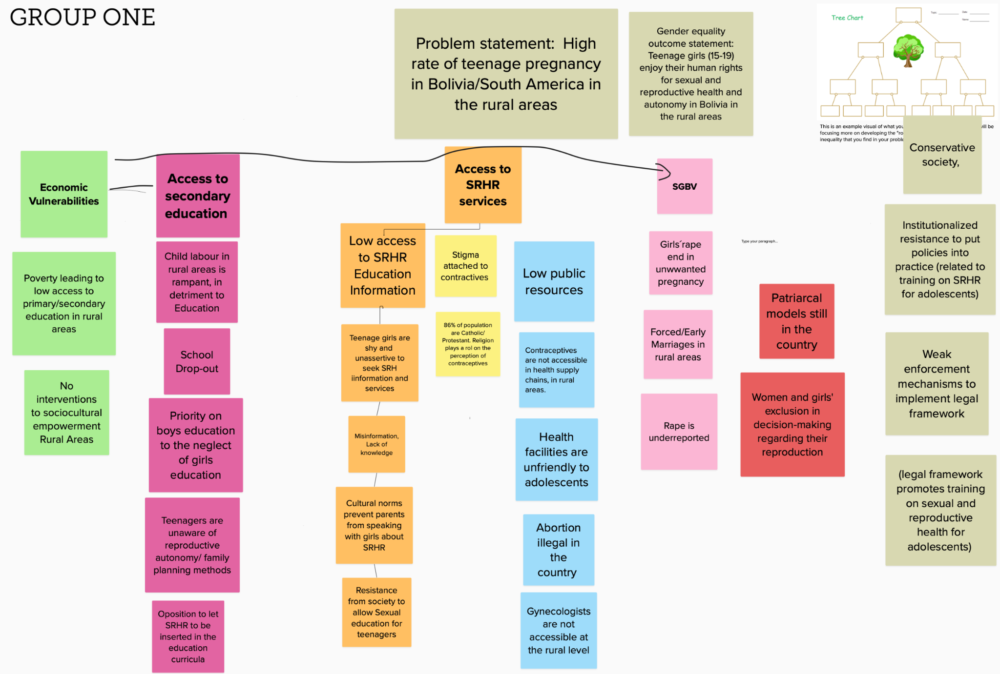 GROUP ONE
Problem statement:  High
rate of teenage pregnancy
in Bolivia/South America in
the rural areas
Gender equality
outcome statement:
Teenage girls (15-19)
enjoy their human rights
for sexual and
reproductive health and
autonomy in Bolivia in
the rural areas
Tree Chart
Topic:
Date:
Name:
This is an example visual of what you
will be
focusing more on developing the "ro
inequality that you find in your proble
Economic
Vulnerabilities
Poverty leading to
low access to
primary/secondary
education in rural
areas
No
interventions
to sociocultural
empowerment
Rural Areas
Access to
secondary
education
Child labour in
rural areas is
rampant, in
detriment to
Education
School
Drop-out
Priority on
boys education
to the neglect
of girls
education
Teenagers are
unaware of
reproductive
autonomy/ family
planning methods
Oposition to let
SRHR to be
inserted in the
education
curricula
Access to
SRHR
services
Low access
to SRHR
Education
Information
Teenage girls are
shy and
unassertive to
seek SRH
iinformation and
services
Misinformation,
Lack of
knowledge
Cultural norms
prevent parents
from speaking
with girls about
SRHR
Resistance
from society to
allow Sexual
education for
teenagers
Stigma
attached to
contractives
86% of population
are Catholic/
Protestant. Religion
plays a rol on the
perception of
contraceptives
Low public
resources
Contraceptives
are not accessible
in health supply
chains, in rural
areas.
Health
facilities are
unfriendly to
adolescents
Abortion
illegal in
the
country
Gynecologists
are not
accessible at
the rural level
SGBV
Girls´rape
end in
unwwanted
pregnancy
Forced/Early
Marriages in
rural areas
Rape is
underreported
Type your paragraph...
Patriarcal
models still
in the
country
Women and girls'
exclusion in
decision-making
regarding their
reproduction
Conservative
society,
Institutionalized
resistance to put
policies into
practice (related to
training on SRHR
for adolescents)
Weak
enforcement
mechanisms to
implement legal
framework
(legal framework
promotes training
on sexual and
reproductive
health for
adolescents)